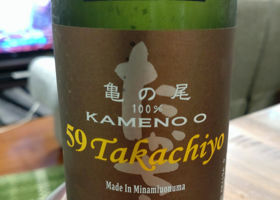 亀の尾
100%
KAMENO O
59 Takachiyo
Made In Minamiuonuma